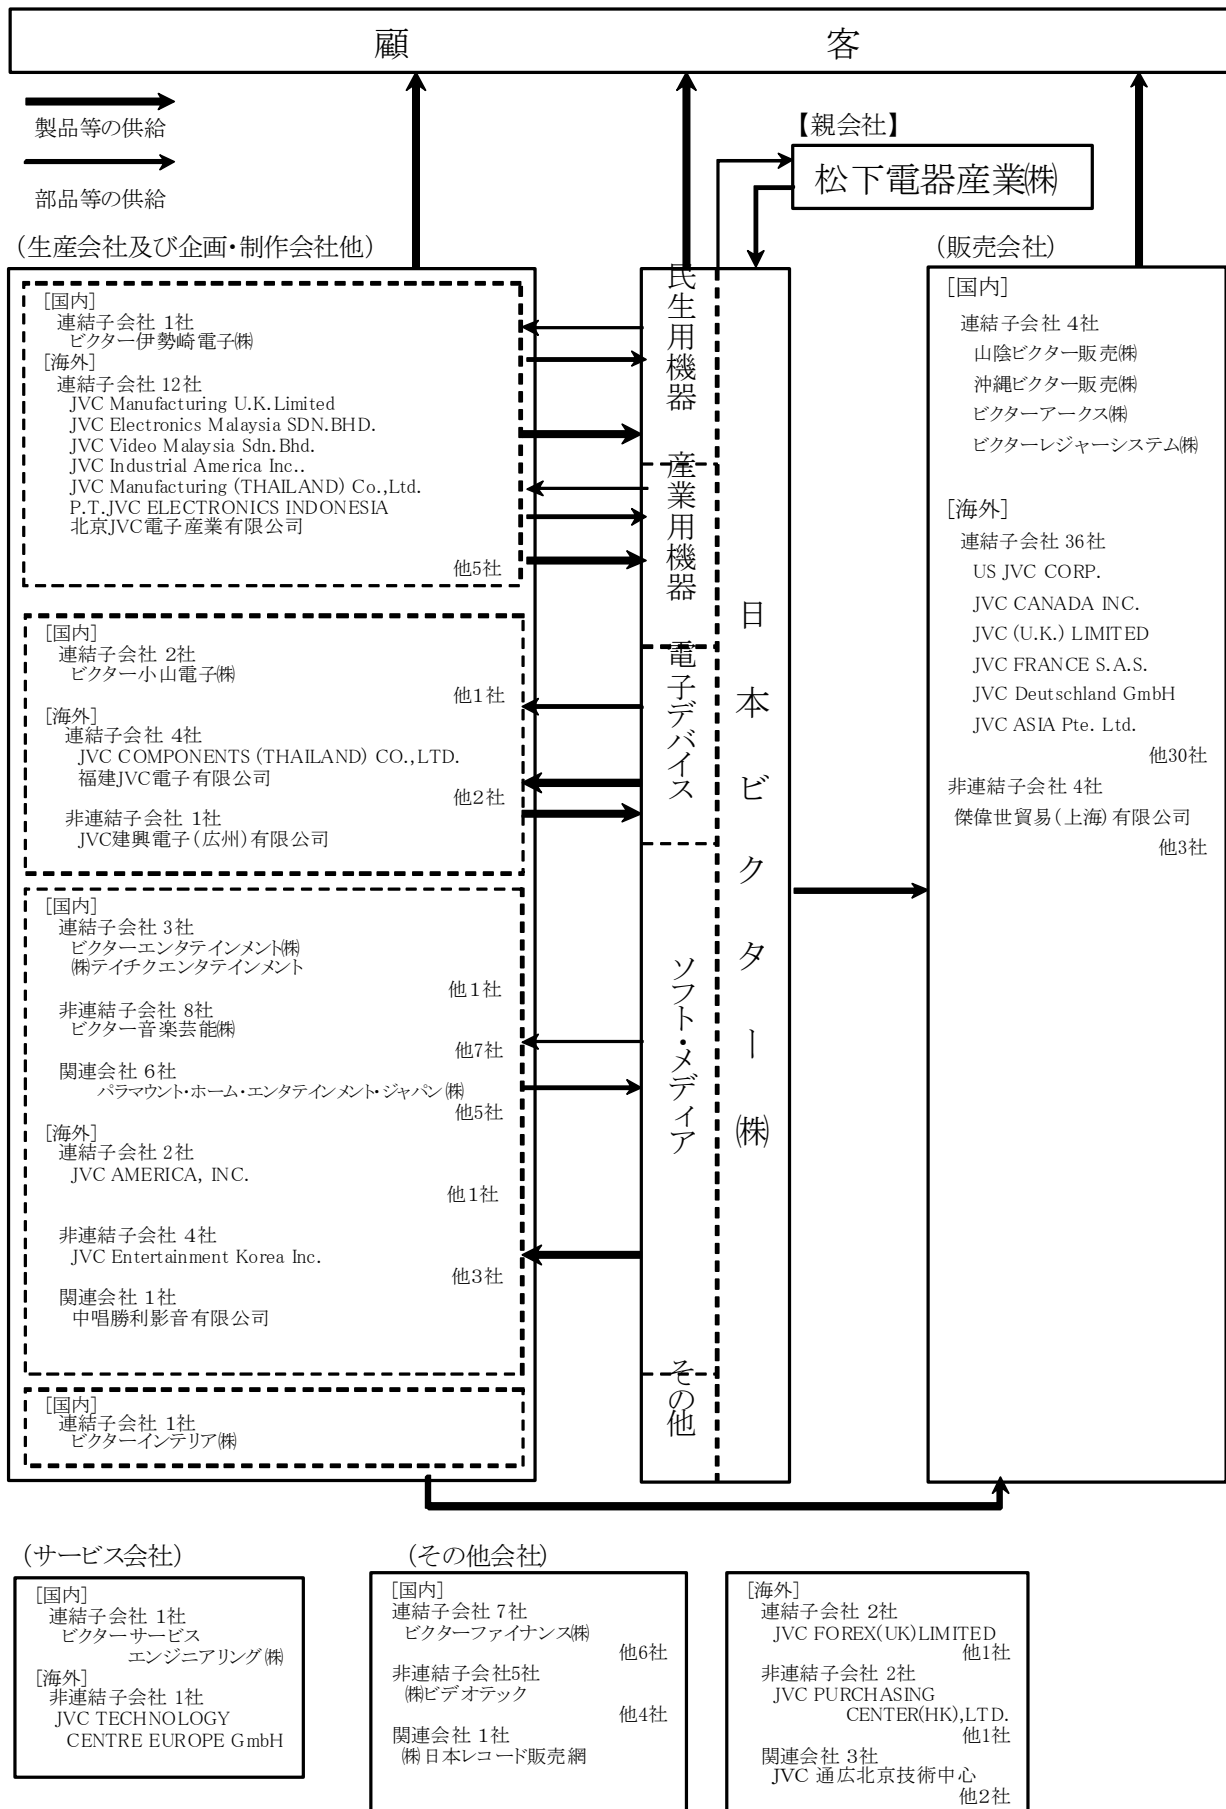 顧客
製品等の供給
部品等の供給
【親会社】
松下電器産業㈱
(生産会社及び企画・制作会社他)
[国内]
連結子会社 1社
ビクター伊勢崎電子㈱
[海外]
連結子会社 12社
JVC Manufacturing U.K.Limited
JVC Electronics Malaysia SDN.BHD.
JVC Video Malaysia Sdn.Bhd.
JVC Industrial America Inc..
JVC Manufacturing (THAILAND) Co.,Ltd.
P.T.JVC ELECTRONICS INDONESIA
北京JVC電子産業有限公司
他5社
[国内]
連結子会社 2社
ビクター小山電子㈱
他1社
[海外]
連結子会社 4社
JVC COMPONENTS (THAILAND) CO.,LTD.
福建JVC電子有限公司
他2社
非連結子会社 1社
JVC建興電子(広州)有限公司
[国内]
連結子会社 3社
ビクターエンタテインメント㈱
㈱テイチクエンタテインメント
他1社
非連結子会社 8社
ビクター音楽芸能㈱
他7社
関連会社 6社
パラマウント・ホーム・エンタテインメント・ジャパン㈱
他5社
[海外]
連結子会社 2社
JVC AMERICA, INC.
他1社
非連結子会社 4社
JVC Entertainment Korea Inc.
他3社
関連会社 1社
中唱勝利影音有限公司
[国内]
連結子会社 1社
ビクターインテリア㈱
民生用機器
産業用機器
電子デバイス
ソフト・メディア
その他
日本ビクター㈱
(販売会社)
[国内]
連結子会社 4社
山陰ビクター販売㈱
沖縄ビクター販売㈱
ビクターアークス㈱
ビクターレジャーシステム㈱
[海外]
連結子会社 36社
US JVC CORP.
JVC CANADA INC.
JVC (U.K.) LIMITED
JVC FRANCE S.A.S.
JVC Deutschland GmbH
JVC ASIA Pte. Ltd.
他30社
非連結子会社 4社
傑偉世貿易(上海)有限公司
他3社
(サービス会社)
[国内]
連結子会社 1社
ビクターサービス
エンジニアリング㈱
[海外]
非連結子会社 1社
JVC TECHNOLOGY
CENTRE EUROPE GmbH
(その他会社)
[国内]
連結子会社 7社
ビクターファイナンス㈱
他6社
非連結子会社5社
㈱ビデオテック
他4社
関連会社 1社
㈱日本レコード販売網
[海外]
連結子会社 2社
JVC FOREX(UK)LIMITED
他1社
非連結子会社 2社
JVC PURCHASING
CENTER(HK),LTD.
他1社
関連会社 3社
JVC 通広北京技術中心
他2社